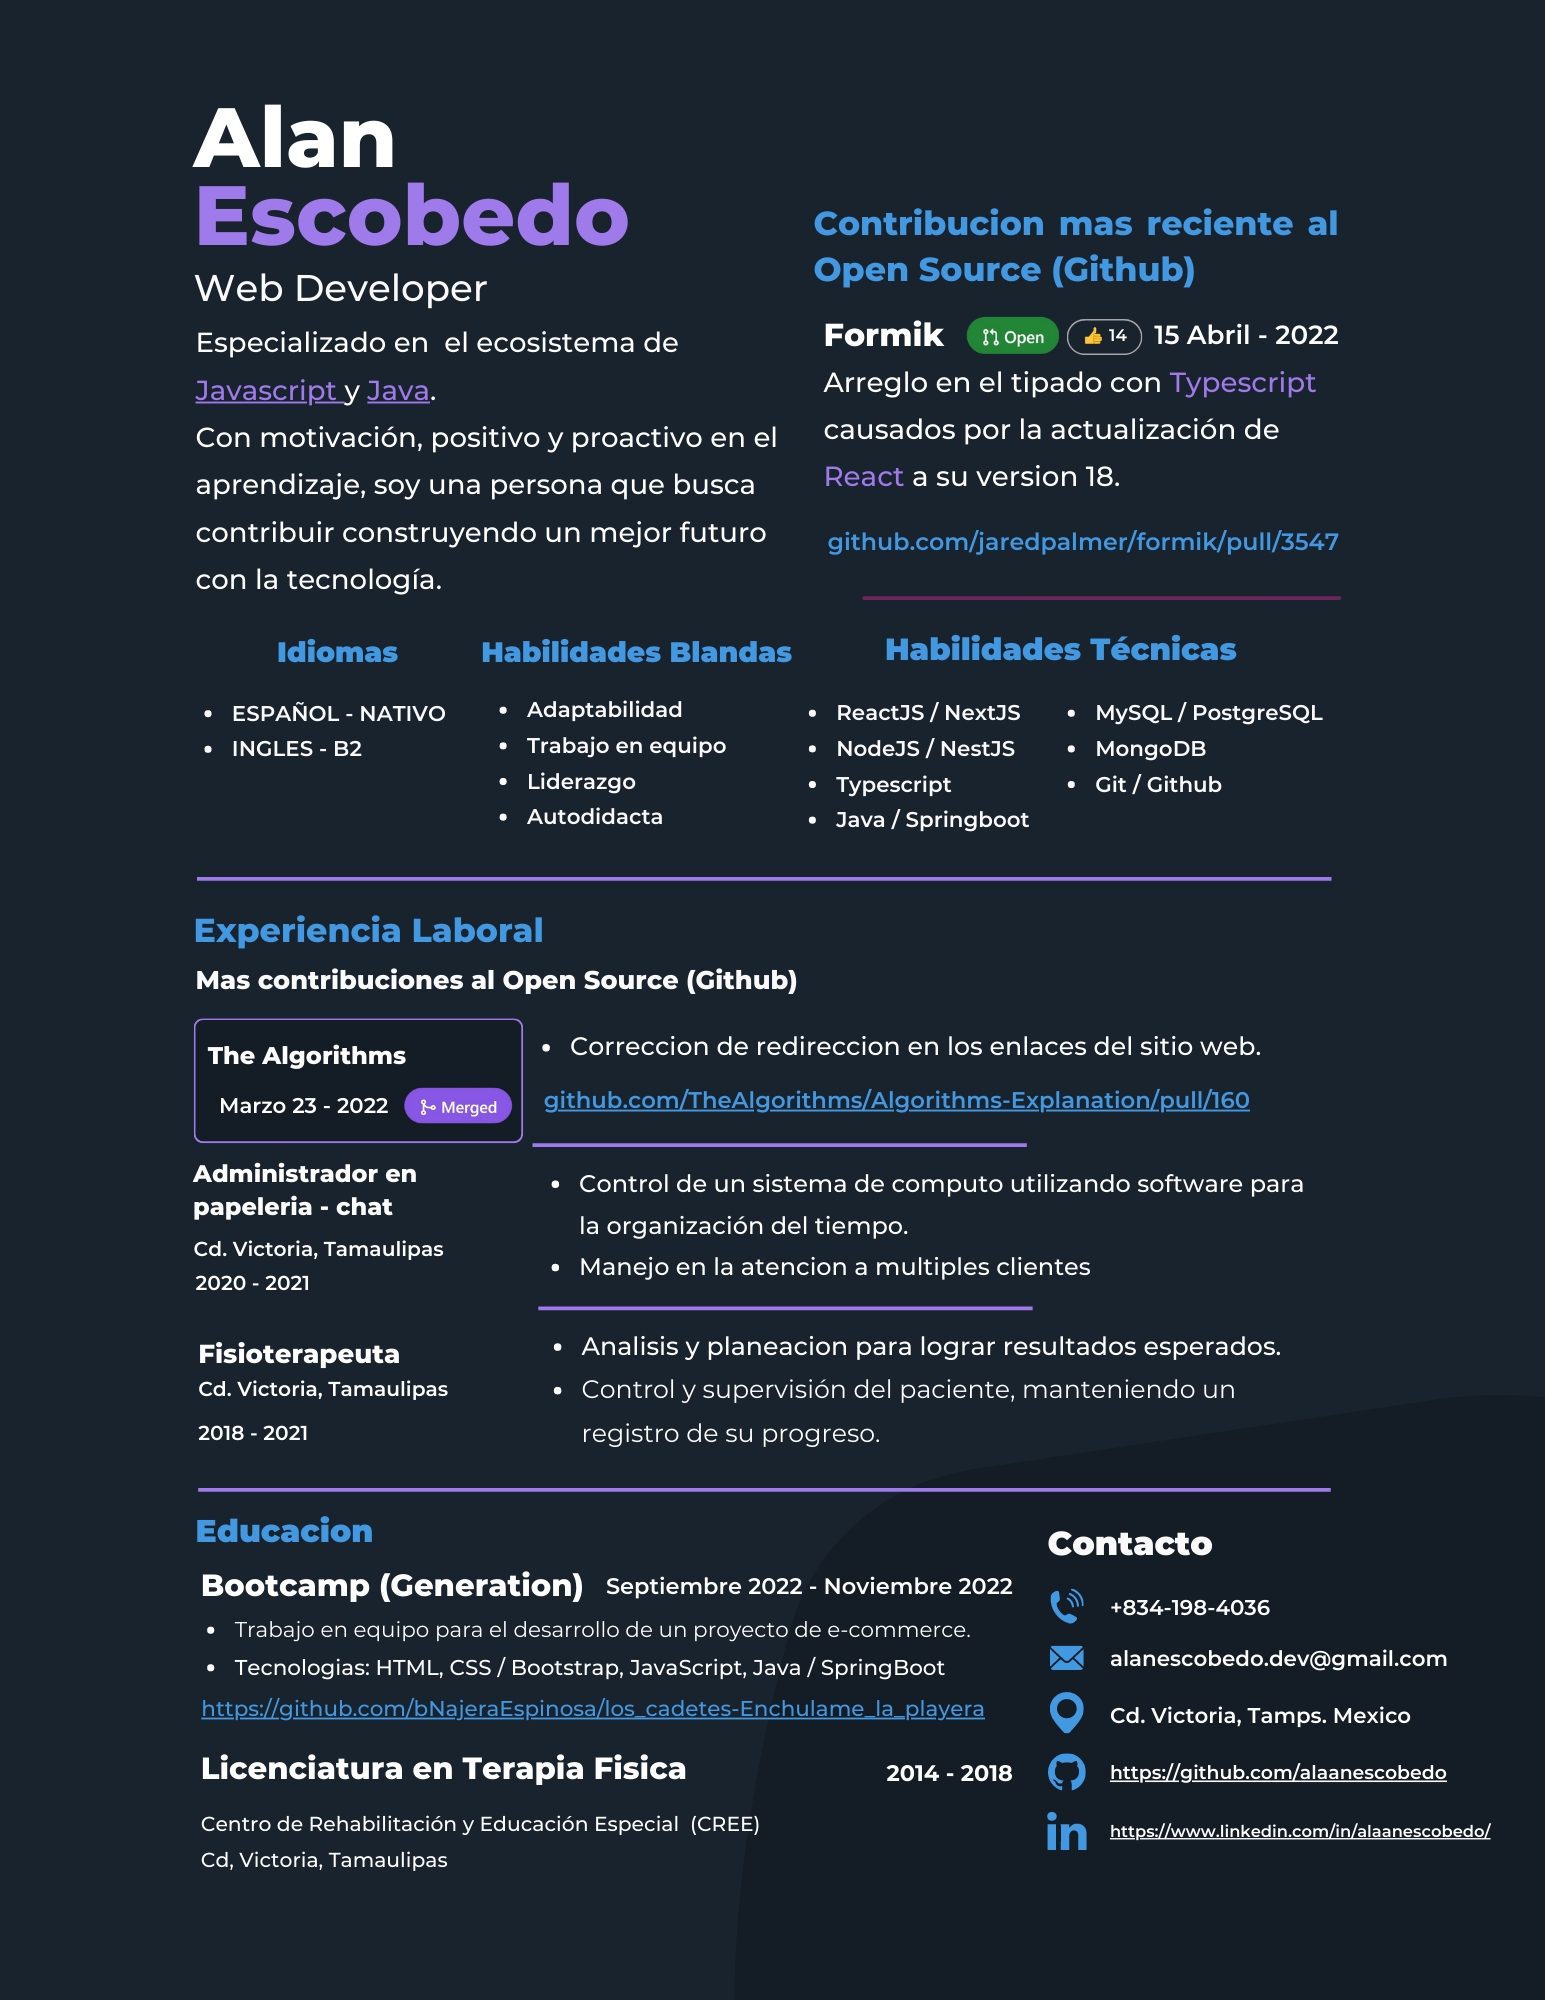 Alan
Escobedo
Web Developer
Especializado en  el ecosistema de
Javascript y Java.
Con motivación, positivo y proactivo en el
aprendizaje, soy una persona que busca
contribuir construyendo un mejor futuro
con la tecnología.
Contribucion mas reciente al
Open Source (Github)
Formik Open 👍 14 15 Abril - 2022
Arreglo en el tipado con Typescript
causados por la actualización de
React a su version 18.
github.com/jaredpalmer/formik/pull/3547
Idiomas
• ESPAÑOL - NATIVO
• INGLES - B2
Habilidades Blandas
• Adaptabilidad
• Trabajo en equipo
• Liderazgo
• Autodidacta
Habilidades Técnicas
• ReactJS / NextJS
• NodeJS / NestJS
• Typescript
• Java / Springboot
• MySQL / PostgreSQL
• MongoDB
• Git / Github
Experiencia Laboral
Mas contribuciones al Open Source (Github)
The Algorithms
Marzo 23 - 2022 Merged
• Correccion de redireccion en los enlaces del sitio web.
github.com/TheAlgorithms/Algorithms-Explanation/pull/160
Administrador en
papeleria - chat
Cd. Victoria, Tamaulipas
2020 - 2021
• Control de un sistema de computo utilizando software para
la organización del tiempo.
• Manejo en la atencion a multiples clientes
Fisioterapeuta
Cd. Victoria, Tamaulipas
2018 - 2021
• Analisis y planeacion para lograr resultados esperados.
• Control y supervisión del paciente, manteniendo un
registro de su progreso.
Educacion
Bootcamp (Generation) Septiembre 2022 - Noviembre 2022
• Trabajo en equipo para el desarrollo de un proyecto de e-commerce.
• Tecnologias: HTML, CSS / Bootstrap, JavaScript, Java / SpringBoot
https://github.com/bNajeraEspinosa/los_cadetes-Enchulame_la_playera
Licenciatura en Terapia Fisica 2014 - 2018
Centro de Rehabilitación y Educación Especial  (CREE)
Cd, Victoria, Tamaulipas
Contacto
+834-198-4036
alanescobedo.dev@gmail.com
Cd. Victoria, Tamps. Mexico
https://github.com/alaanescobedo
https://www.linkedin.com/in/alaanescobedo/